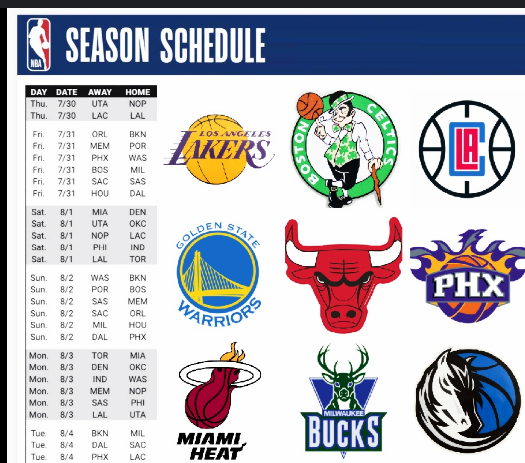 NBA
SEASON SCHEDULE
DAY DATE AWAY HOME
Thu. 7/30 UTA NOP
Thu. 7/30 LAC LAL
Fri. 7/31 ORL BKN
Fri. 7/31 MEM POR
Fri. 7/31 PHX WAS
Fri. 7/31 BOS MIL
Fri. 7/31 SAC SAS
Fri. 7/31 HOU DAL
Sat. 8/1 MIA DEN
Sat. 8/1 UTA OKC
Sat. 8/1 NOP LAC
Sat. 8/1 PHI IND
Sat. 8/1 LAL TOR
Sun. 8/2 WAS BKN
Sun. 8/2 POR BOS
Sun. 8/2 SAS MEM
Sun. 8/2 SAC ORL
Sun. 8/2 MIL HOU
Sun. 8/2 DAL PHX
Mon. 8/3 TOR MIA
Mon. 8/3 DEN OKC
Mon. 8/3 IND WAS
Mon. 8/3 MEM NOP
Mon. 8/3 SAS PHI
Mon. 8/3 LAL UTA
Tue. 8/4 BKN MIL
Tue. 8/4 DAL SAC
Tue. 8/4 PHX LAC
LOS ANGELES
LAKERS
BOSTON CELTICS
LA
GOLDEN STATE
WARRIORS
PHX
MIAMI
HEAT
MILWAUKEE
BUCKS